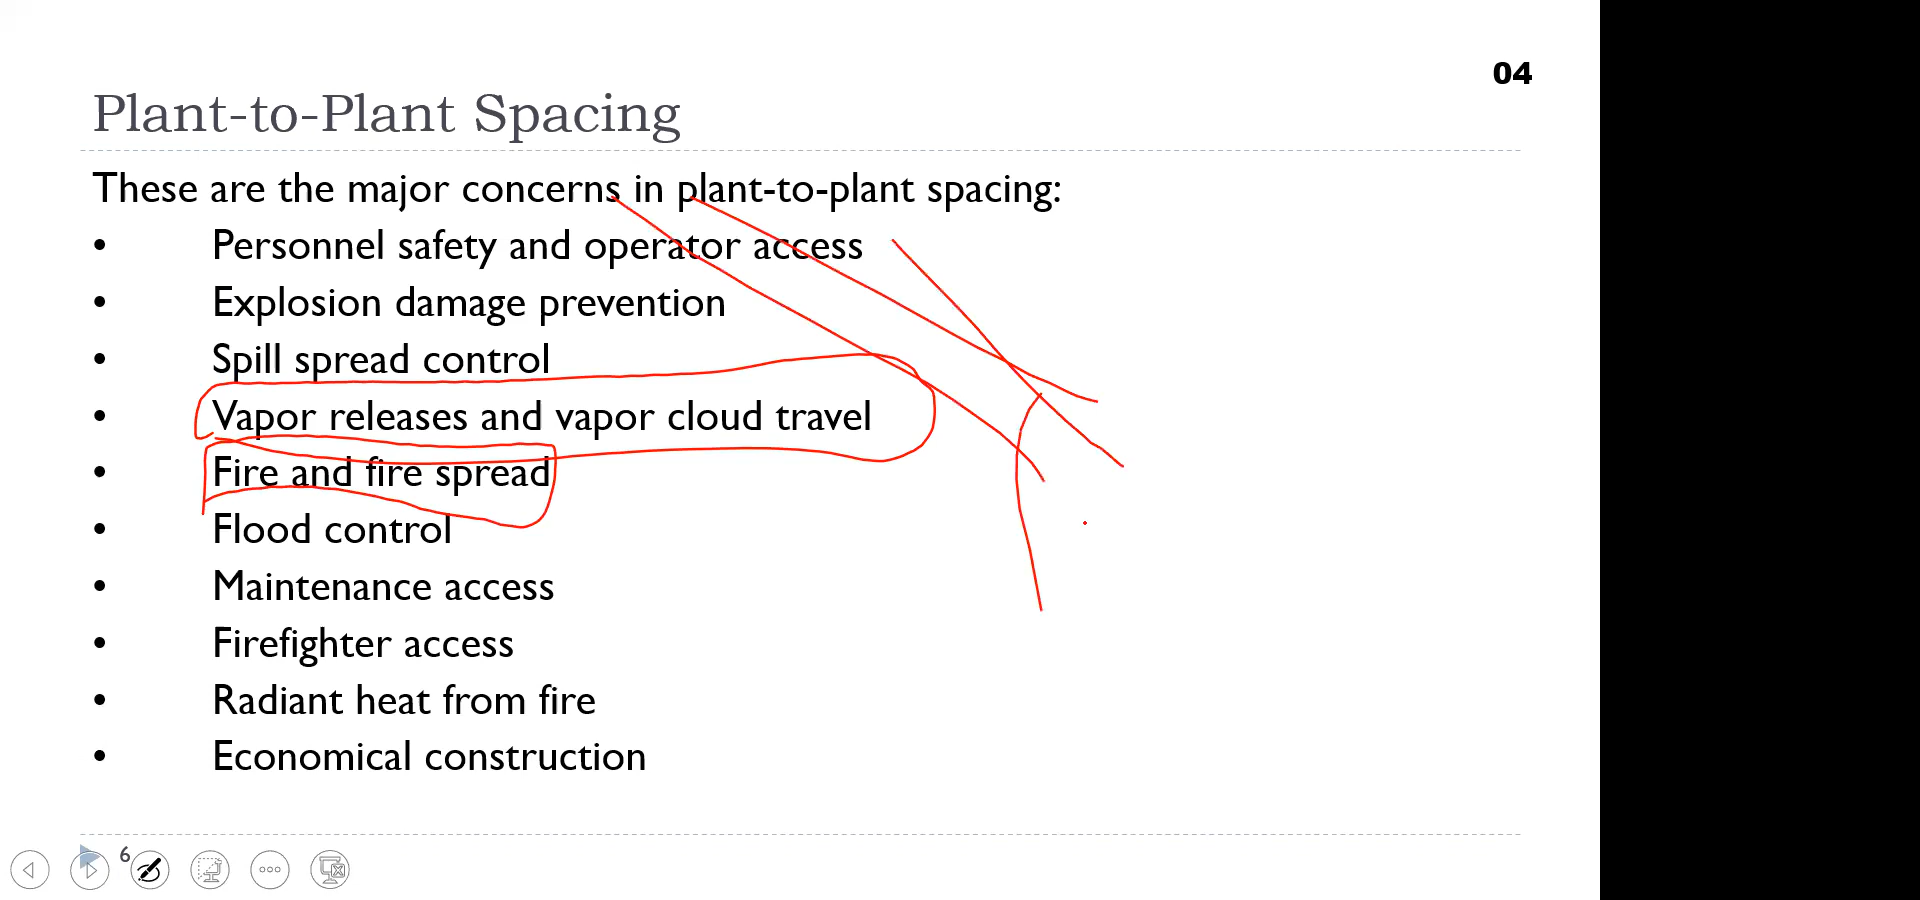 04
Plant-to-Plant Spacing
These are the major concerns in plant-to-plant spacing:
• Personnel safety and operator access
• Explosion damage prevention
• Spill spread control
• Vapor releases and vapor cloud travel
• Fire and fire spread
• Flood control
• Maintenance access
• Firefighter access
• Radiant heat from fire
• Economical construction
6